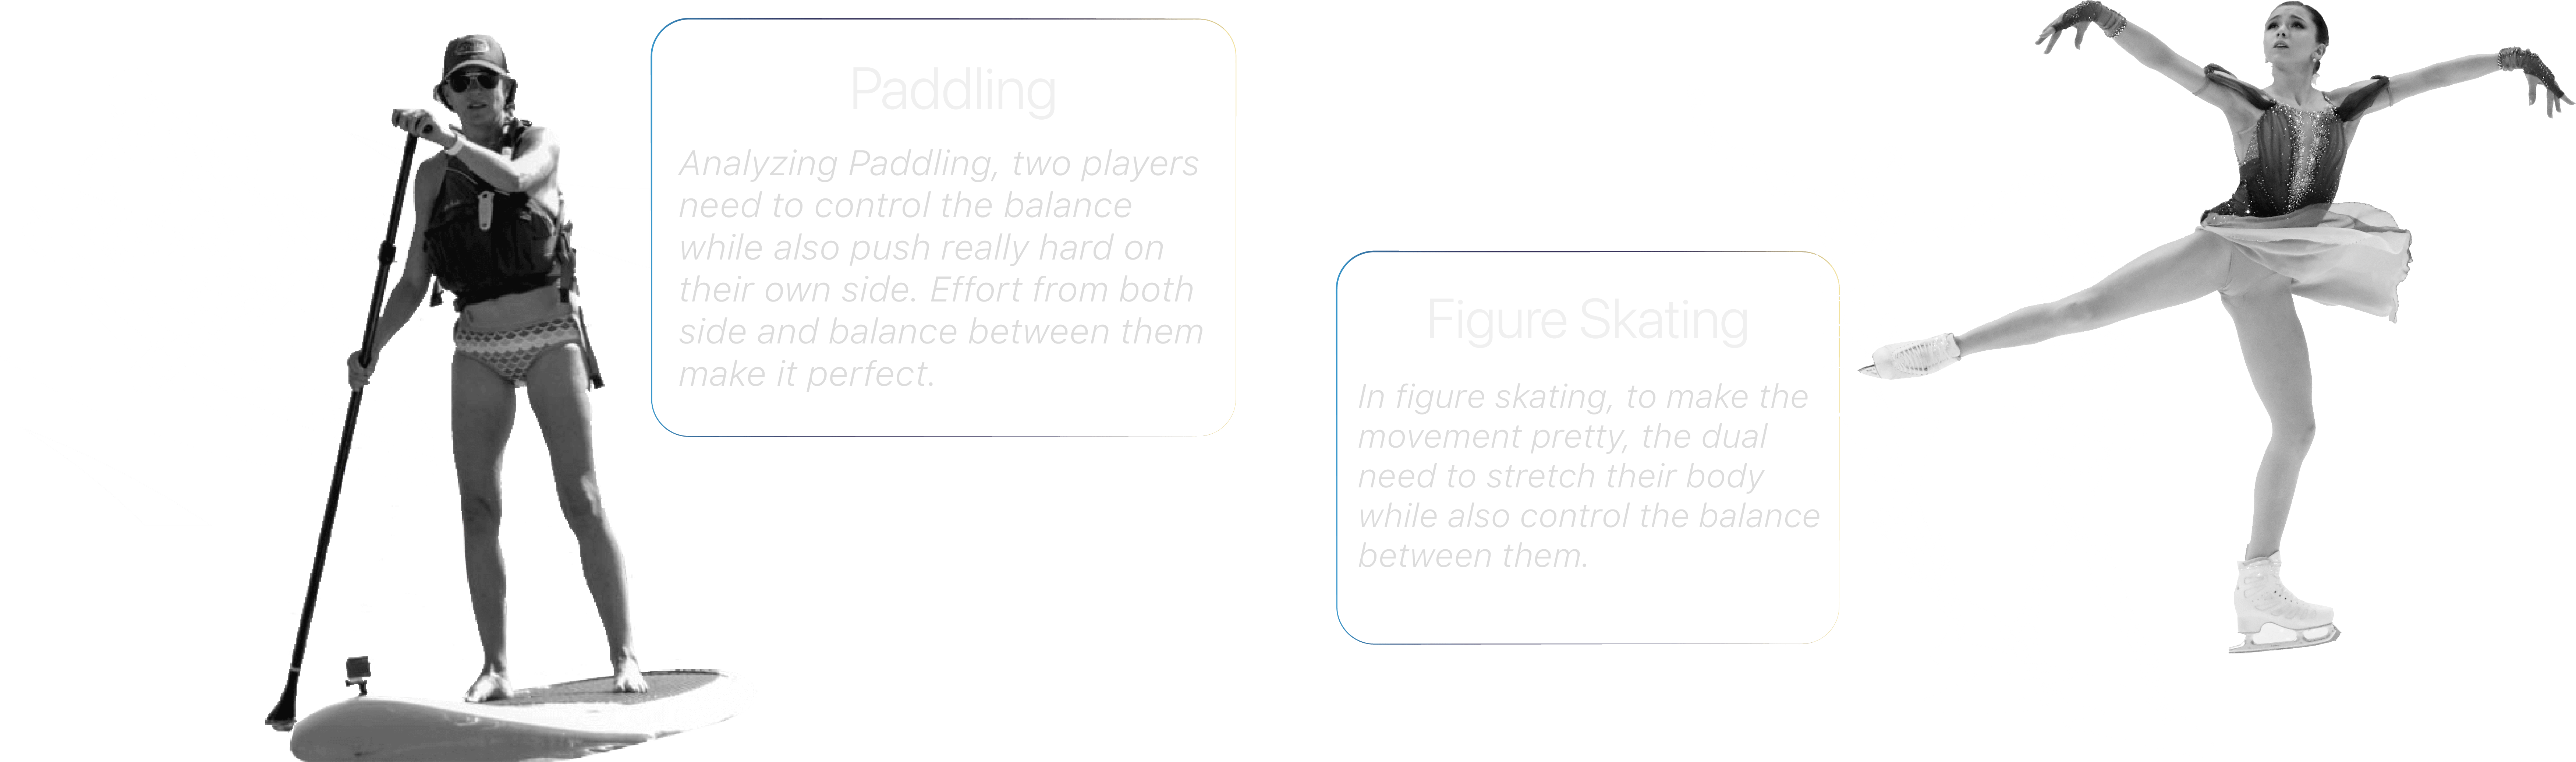 Paddling
Analyzing Paddling, two players
need to control the balance
while also push really hard on
their own side. Effort from both
side and balance between them
make it perfect.
Figure Skating
In figure skating, to make the
movement pretty, the dual
need to stretch their body
while also control the balance
between them.